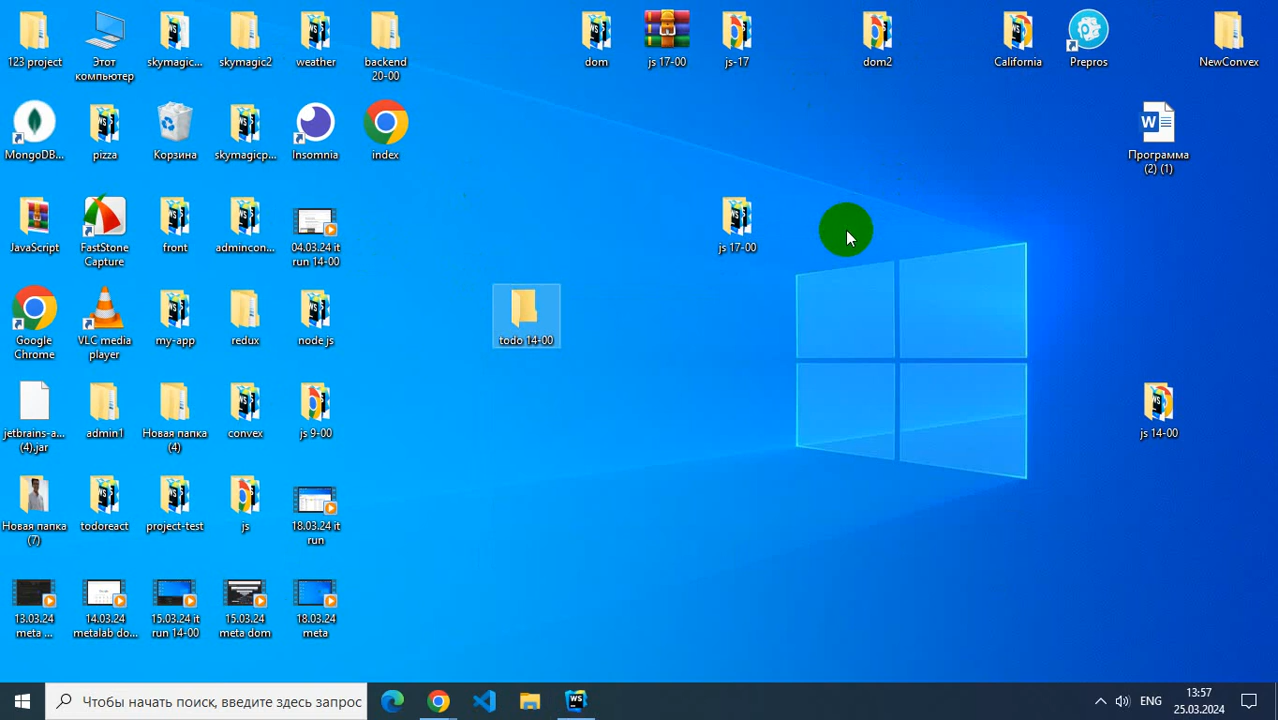 123 project
Этот
компьютер
skymagic...
skymagic2
weather
backend
20-00
dom
js 17-00
js-17
dom2
California
Prepros
NewConvex
MongoDB...
pizza
Корзина
skymagicp...
Insomnia
index
Программа
(2) (1)
JavaScript
FastStone
Capture
front
admincon...
04.03.24 it
run 14-00
js 17-00
Google
Chrome
VLC media
player
my-app
redux
node js
todo 14-00
jetbrains-a...
(4).jar
admin1
Новая папка
(4)
convex
js 9-00
js 14-00
Новая папка
(7)
todoreact
project-test
js
18.03.24 it
run
13.03.24
meta ...
14.03.24
metalab do...
15.03.24 it
run 14-00
15.03.24
meta dom
18.03.24
meta
Чтобы начать поиск, введите здесь запрос
ENG
13:57
25.03.2024